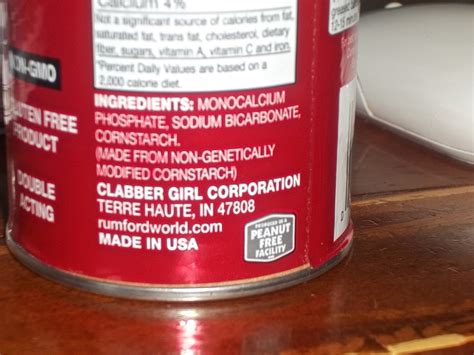 Calcium 4%
Not a significant source of calories from fat,
saturated fat, trans fat, cholesterol, dietary
fiber, sugars, vitamin A, vitamin C and iron.
*Percent Daily Values are based on a
2,000 calorie diet.
NON-GMO
GLUTEN FREE
PRODUCT
DOUBLE
ACTING
INGREDIENTS: MONOCALCIUM
PHOSPHATE, SODIUM BICARBONATE,
CORNSTARCH.
(MADE FROM NON-GENETICALLY
MODIFIED CORNSTARCH)
CLABBER GIRL CORPORATION
TERRE HAUTE, IN 47808
rumfordworld.com
MADE IN USA
PRODUCED IN A
PEANUT
FREE
FACILITY